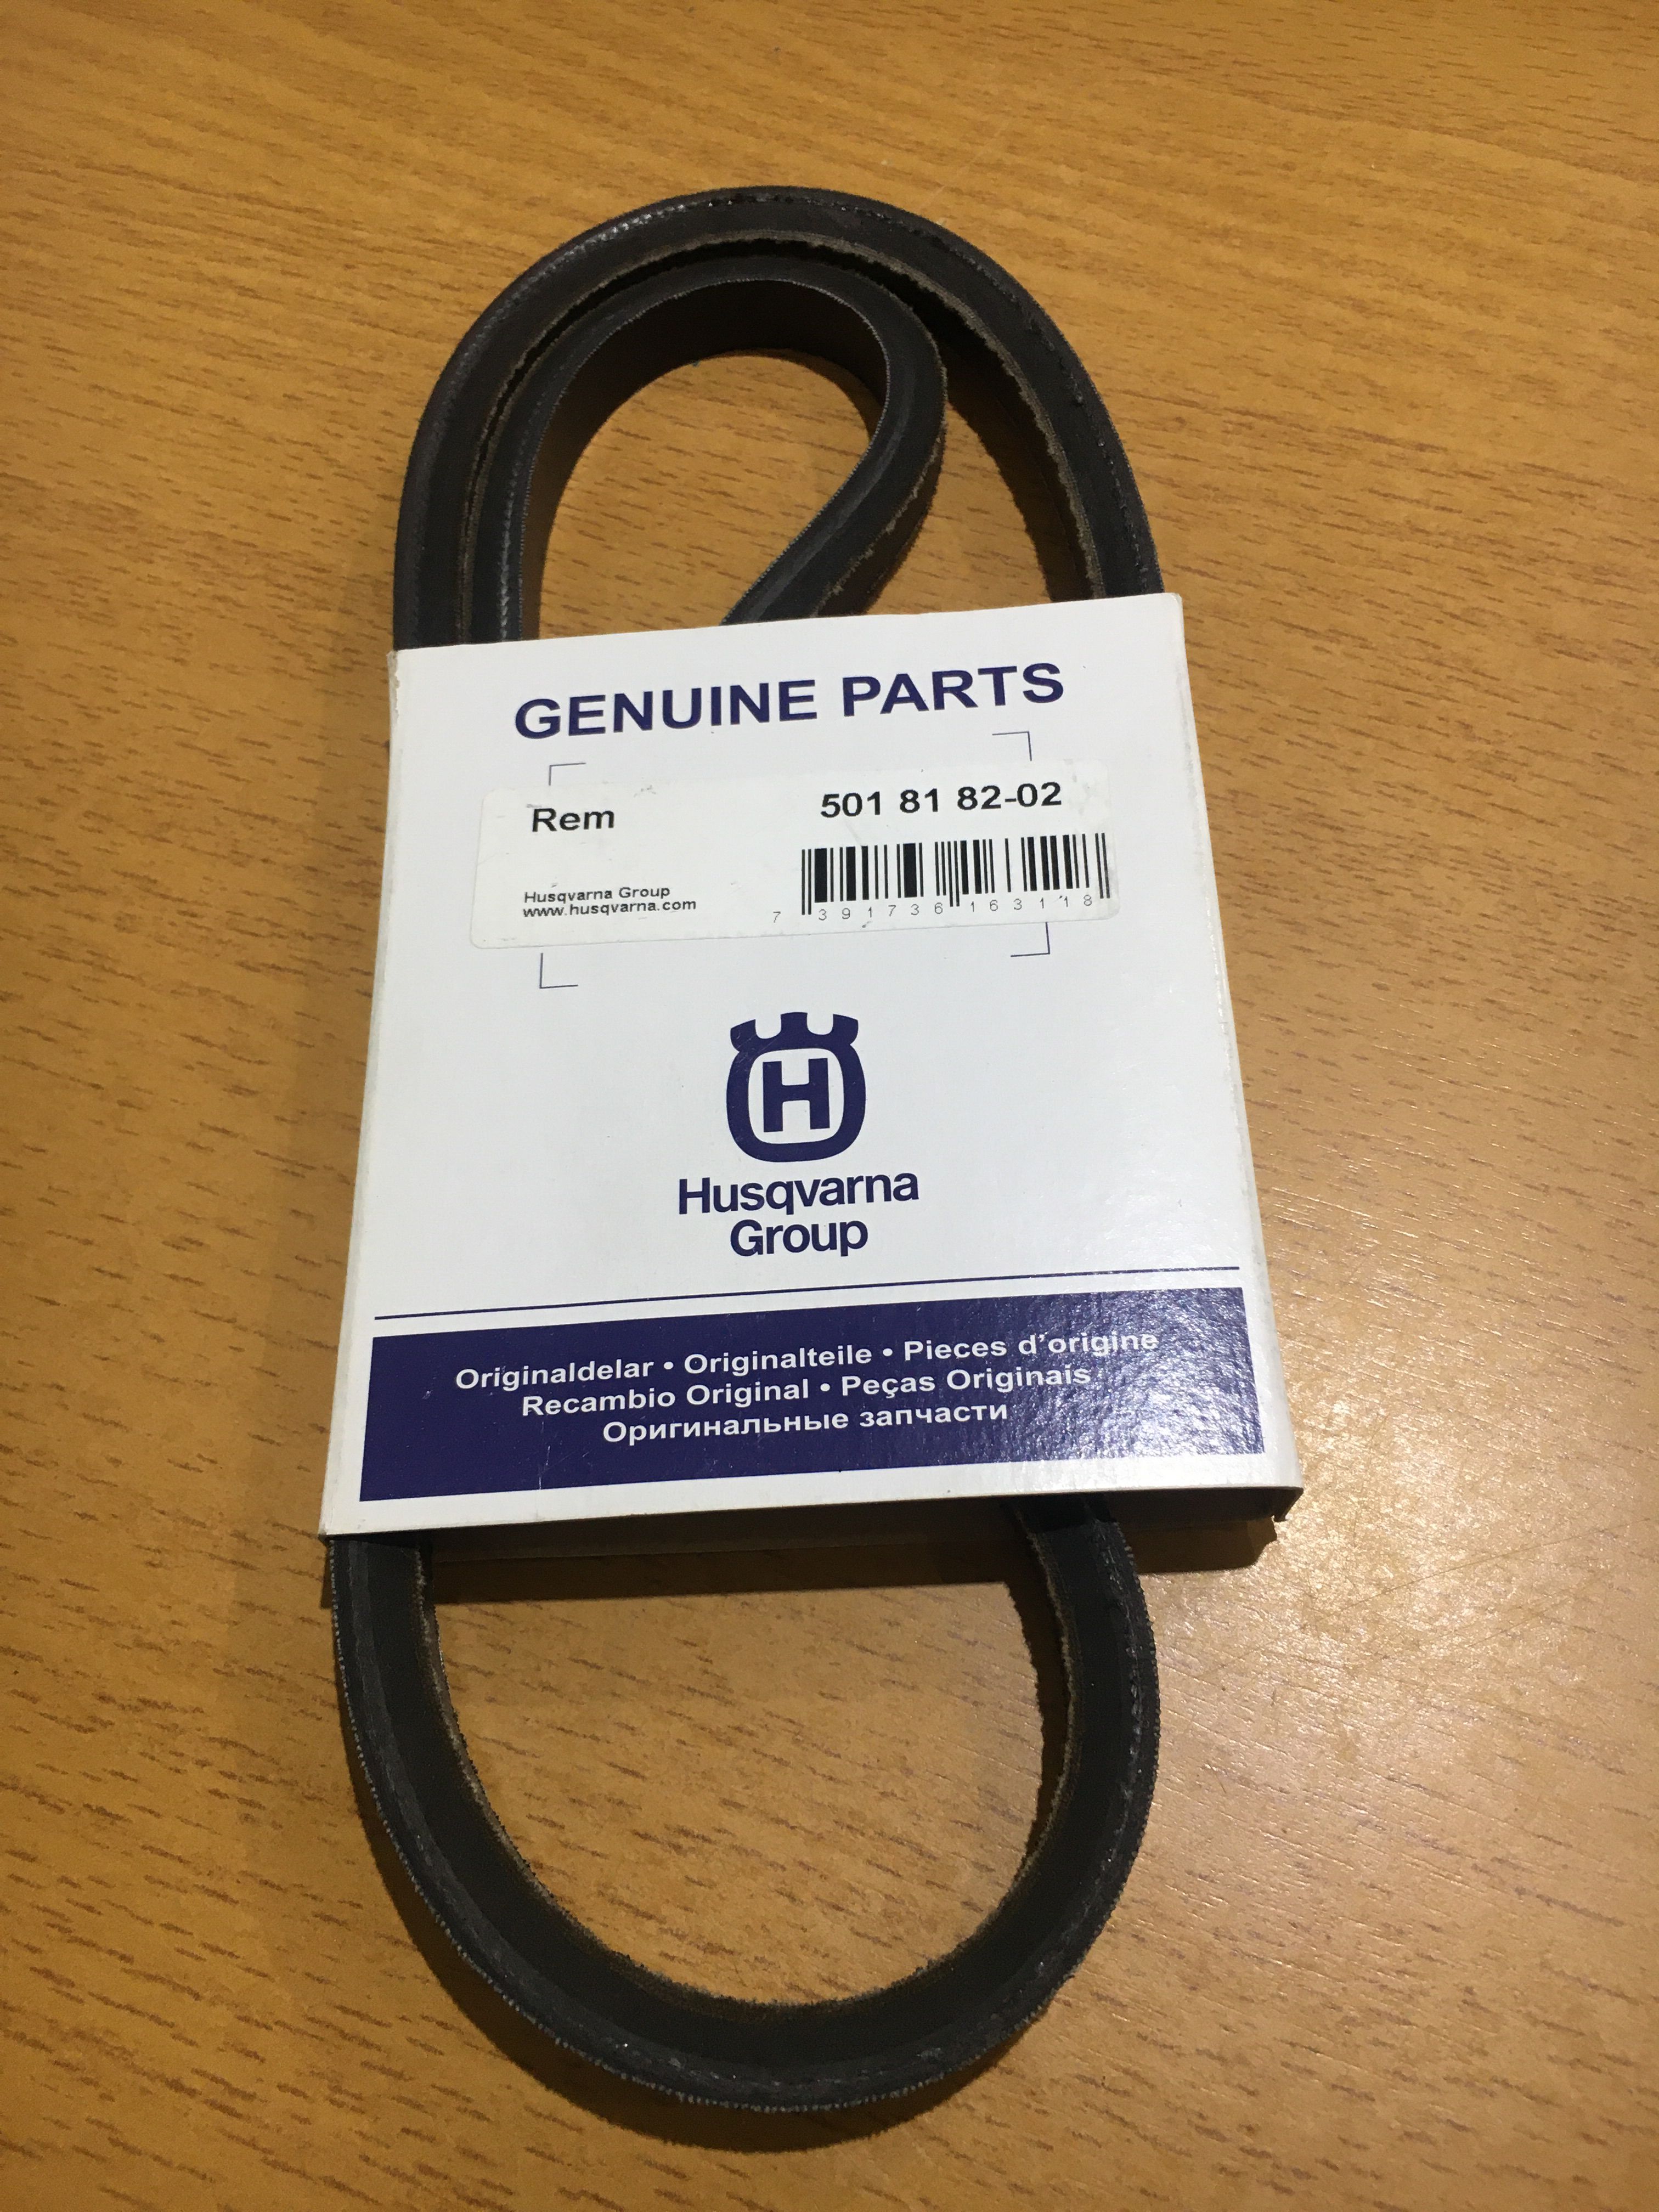 GENUINE PARTS
Rem 501 81 82-02
Husqvarna Group
www.husqvarna.com
7 391736 163118
H
Husqvarna
Group
Originaldelar • Originalteile • Pieces d'origine
Recambio Original • Peças Originais
Оригинальные запчасти